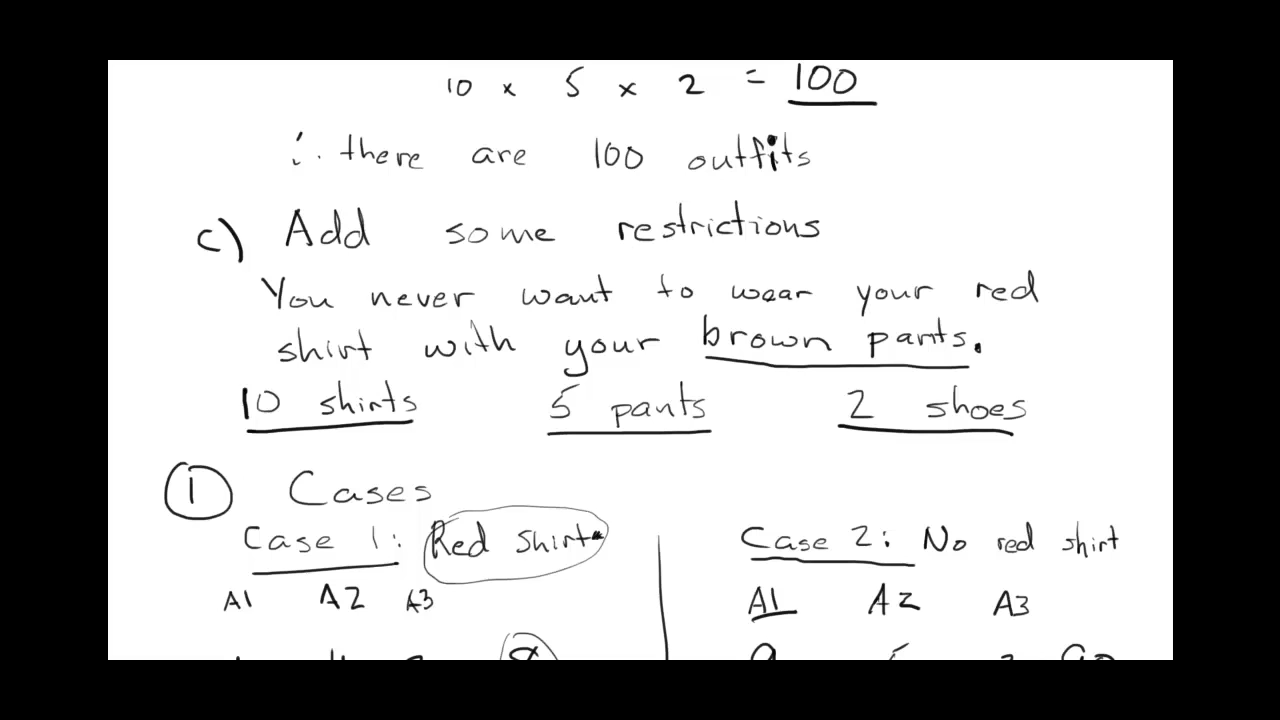 10 x 5 x 2 = 100
∴ there are 100 outfits
c) Add some restrictions
You never want to wear your red
shirt with your brown pants.
10 shirts 5 pants 2 shoes
① Cases
Case 1: Red shirt
Case 2: No red shirt
A1 A2 A3
A1 A2 A3